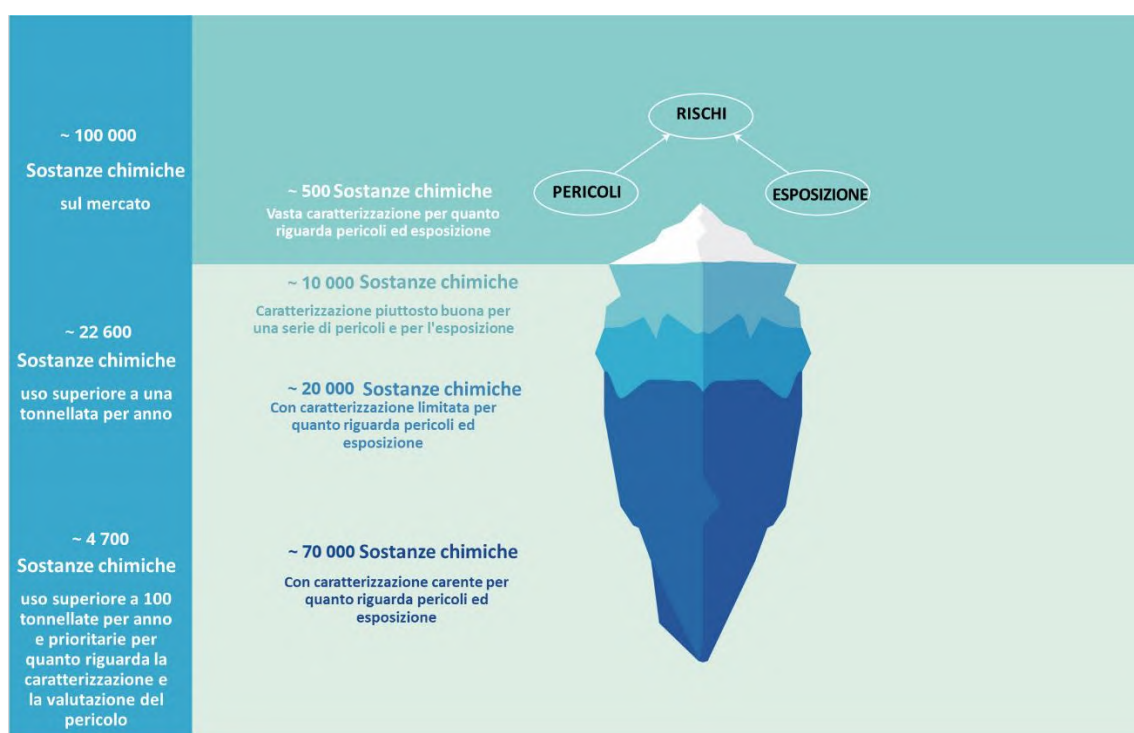 ~ 100 000
Sostanze chimiche
sul mercato
~ 22 600
Sostanze chimiche
uso superiore a una
tonnellata per anno
~ 4 700
Sostanze chimiche
uso superiore a 100
tonnellate per anno
e prioritarie per
quanto riguarda la
caratterizzazione e
la valutazione del
pericolo
RISCHI
PERICOLI
ESPOSIZIONE
~ 500 Sostanze chimiche
Vasta caratterizzazione per quanto
riguarda pericoli ed esposizione
~ 10 000 Sostanze chimiche
Caratterizzazione piuttosto buona per
una serie di pericoli e per l'esposizione
~ 20 000 Sostanze chimiche
Con caratterizzazione limitata per
quanto riguarda pericoli ed
esposizione
~ 70 000 Sostanze chimiche
Con caratterizzazione carente per
quanto riguarda pericoli ed
esposizione